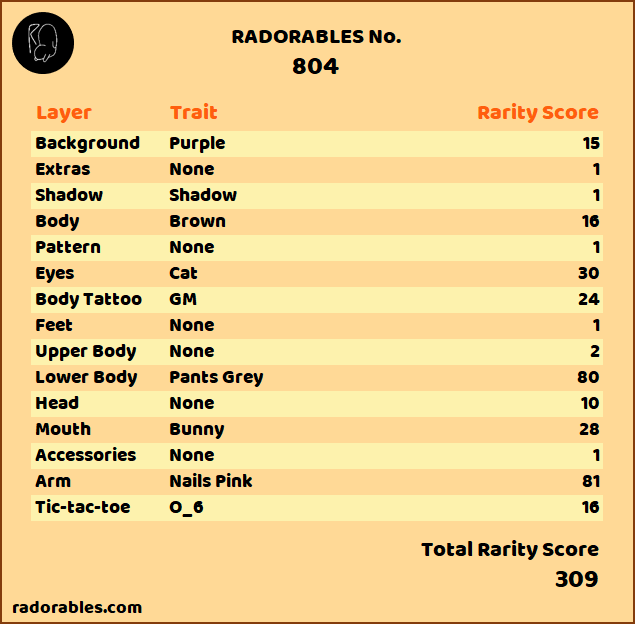 RADORABLES No.
804
Layer Trait Rarity Score
Background Purple 15
Extras None 1
Shadow Shadow 1
Body Brown 16
Pattern None 1
Eyes Cat 30
Body Tattoo GM 24
Feet None 1
Upper Body None 2
Lower Body Pants Grey 80
Head None 10
Mouth Bunny 28
Accessories None 1
Arm Nails Pink 81
Tic-tac-toe O_6 16
Total Rarity Score
309
radorables.com